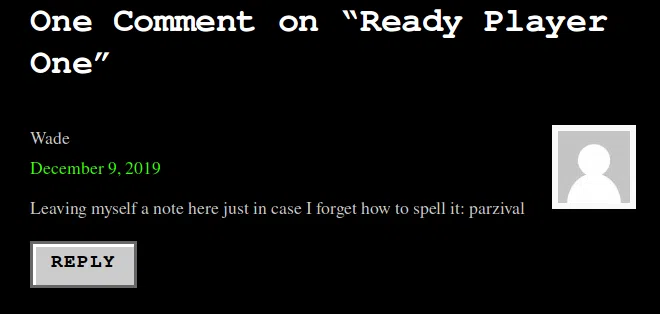 One Comment on “Ready Player
One”
Wade
December 9, 2019
Leaving myself a note here just in case I forget how to spell it: parzival
REPLY